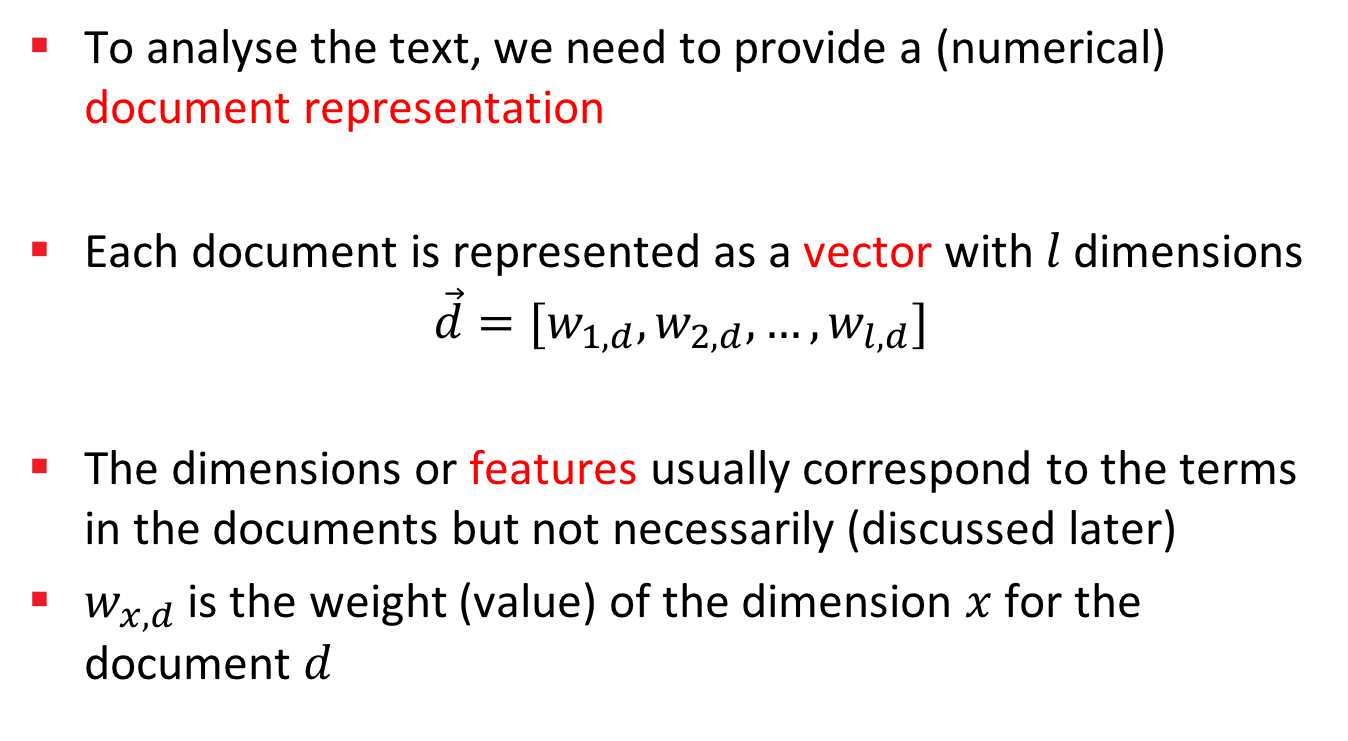 ▪ To analyse the text, we need to provide a (numerical)
document representation
▪ Each document is represented as a vector with 𝑙 dimensions
𝑑⃗ = [𝑤₁,𝑑, 𝑤₂,𝑑, … , 𝑤𝑙,𝑑]
▪ The dimensions or features usually correspond to the terms
in the documents but not necessarily (discussed later)
▪ 𝑤𝑥,𝑑 is the weight (value) of the dimension 𝑥 for the
document 𝑑